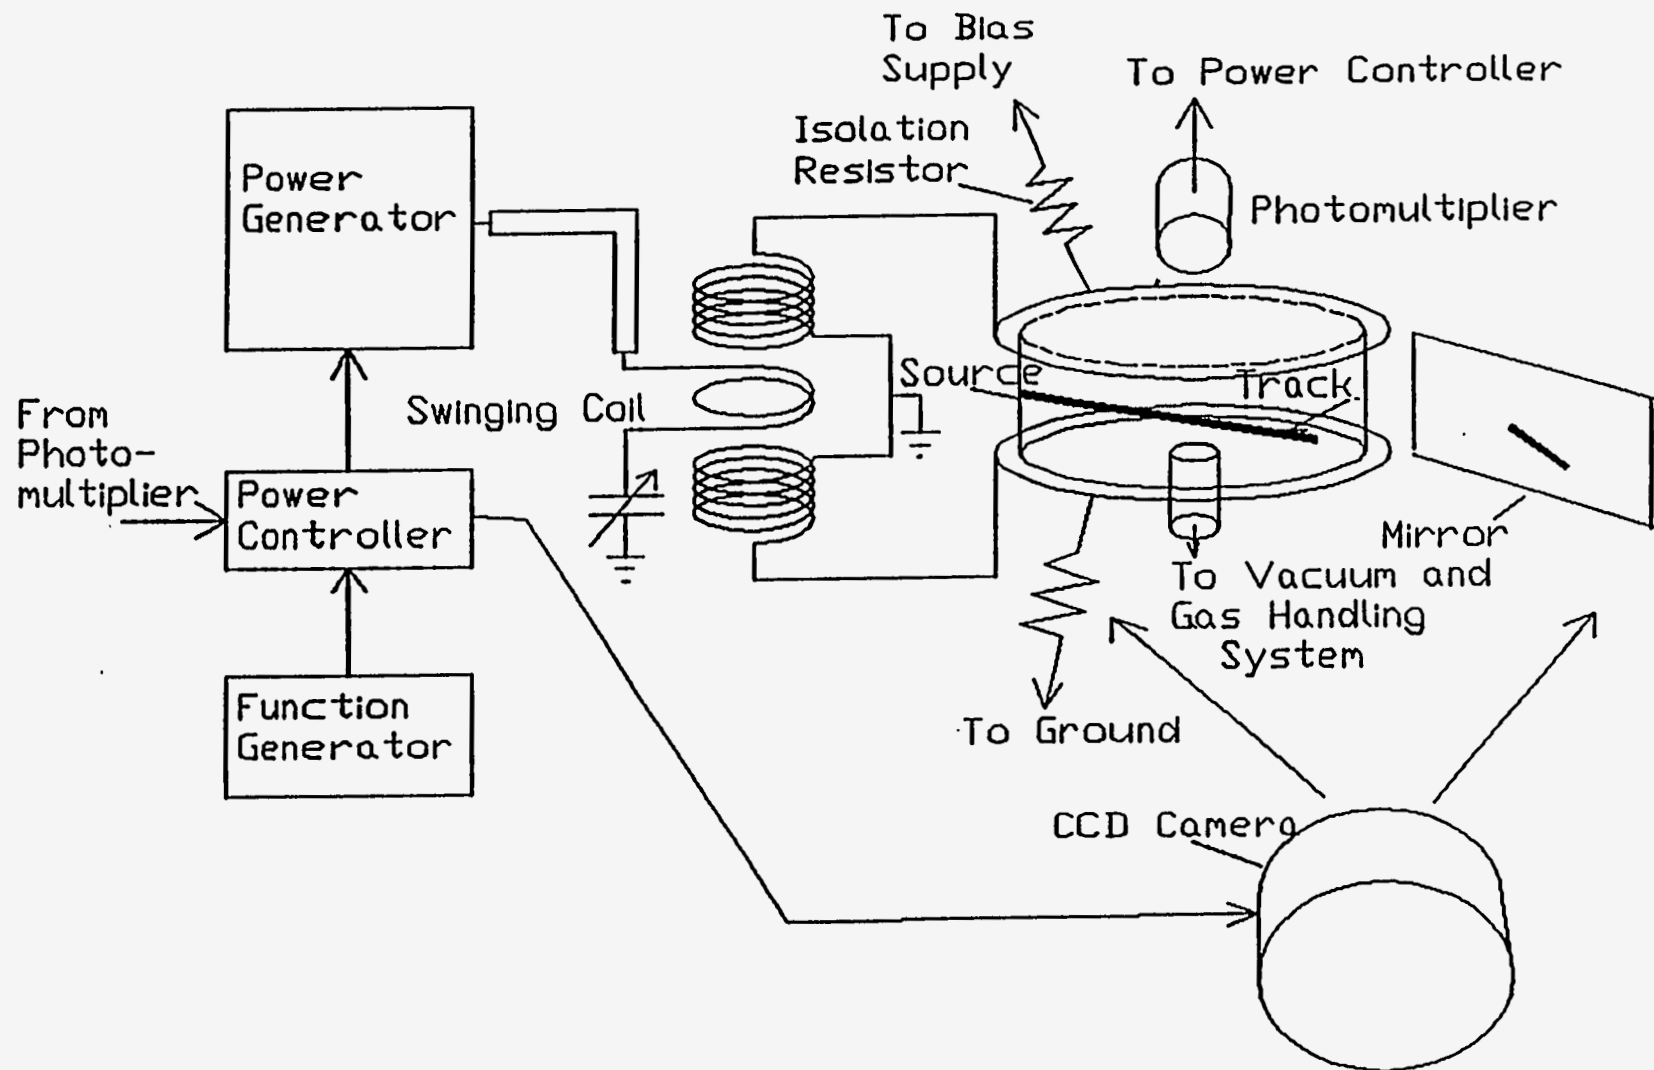 To Bias
Supply
To Power Controller
Isolation
Resistor
Power
Generator
Photomultiplier
Source
Track
Swinging Coil
From
Photo-
multiplier
Power
Controller
Mirror
To Vacuum and
Gas Handling
System
Function
Generator
To Ground
CCD Camera